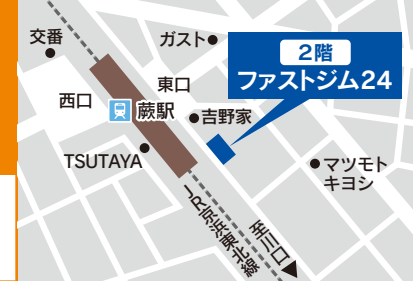 交番
ガスト
2階
ファストジム24
東口
西口
蕨駅
吉野家
TSUTAYA
マツモト
キヨシ
JR京浜東北線
至川口